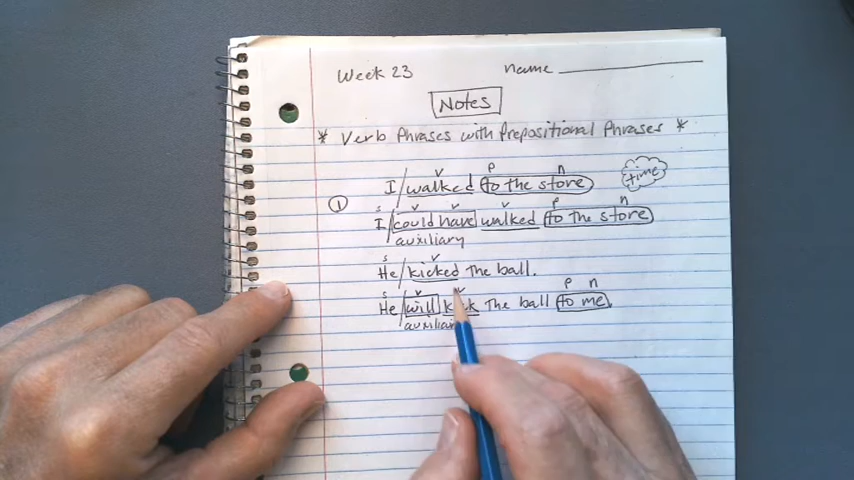 Week 23 name
Notes
* Verb Phrases with Prepositional Phrases *
v p n
I / walked to the store time
1
s v v v p n
I / could have walked to the store
auxiliary
s v
He / kicked the ball.
s v v p n
He / will kick the ball to me.
auxiliary